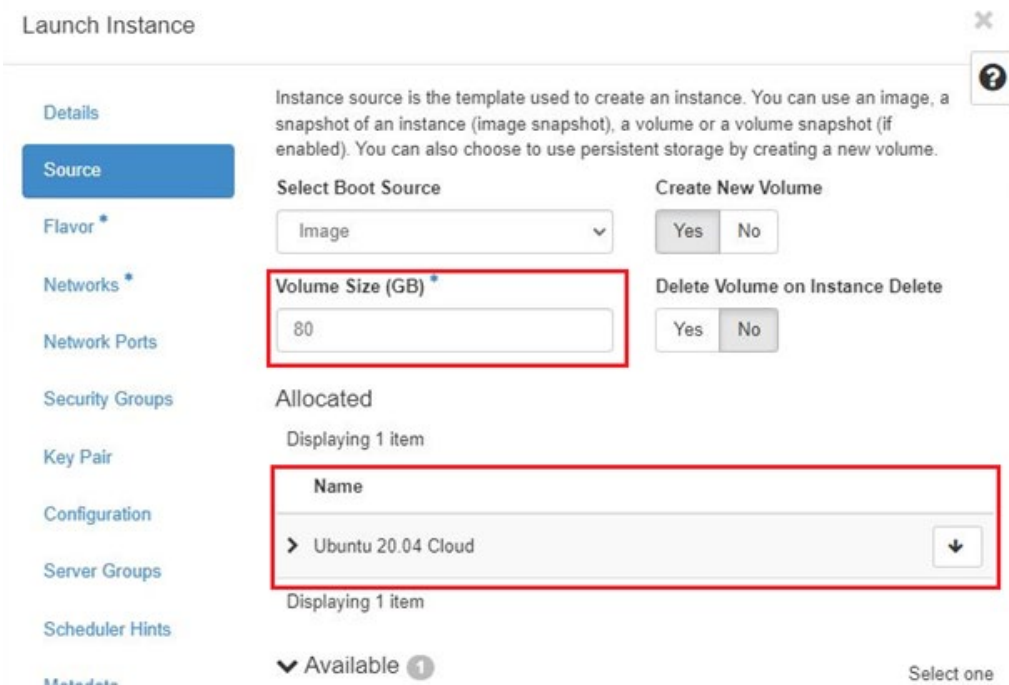 Launch Instance
Details
Source
Flavor *
Networks *
Network Ports
Security Groups
Key Pair
Configuration
Server Groups
Scheduler Hints
Metadata
Instance source is the template used to create an instance. You can use an image, a
snapshot of an instance (image snapshot), a volume or a volume snapshot (if
enabled). You can also choose to use persistent storage by creating a new volume.
Select Boot Source
Image
Create New Volume
Yes No
Volume Size (GB) *
80
Delete Volume on Instance Delete
Yes No
Allocated
Displaying 1 item
Name
Ubuntu 20.04 Cloud
Displaying 1 item
Available 1
Select one